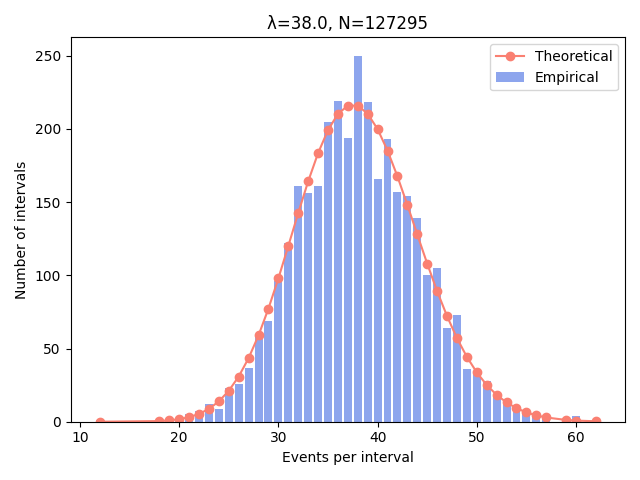 λ=38.0, N=127295
Theoretical
Empirical
Number of intervals
250
200
150
100
50
0
10
20
30
40
50
60
Events per interval